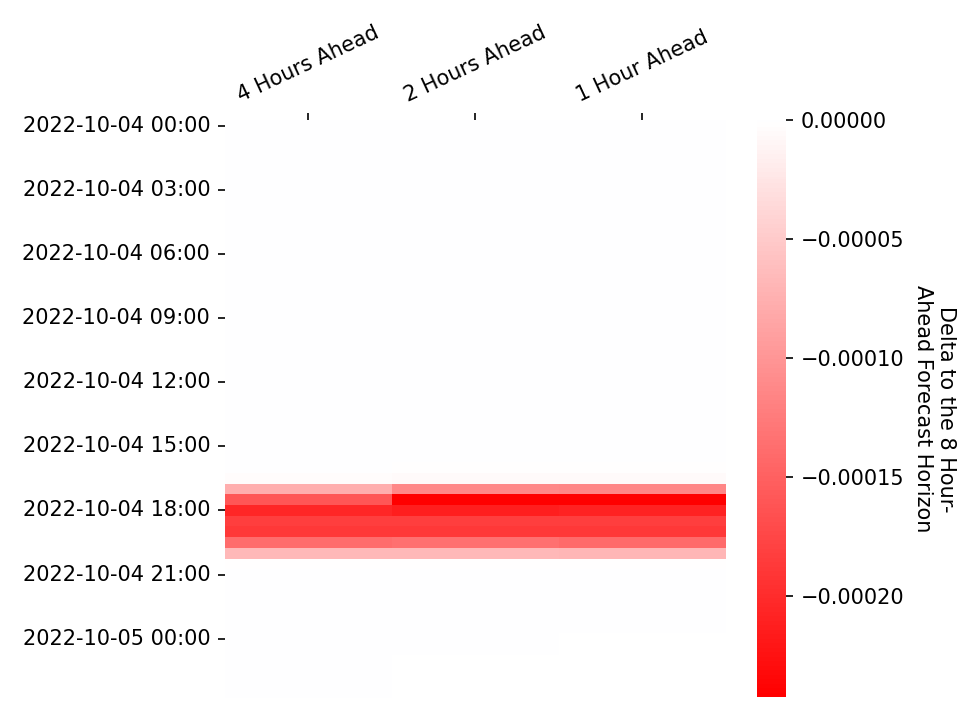 4 Hours Ahead
2 Hours Ahead
1 Hour Ahead
2022-10-04 00:00
2022-10-04 03:00
2022-10-04 06:00
2022-10-04 09:00
2022-10-04 12:00
2022-10-04 15:00
2022-10-04 18:00
2022-10-04 21:00
2022-10-05 00:00
0.00000
−0.00005
−0.00010
−0.00015
−0.00020
Delta to the 8 Hour-
Ahead Forecast Horizon